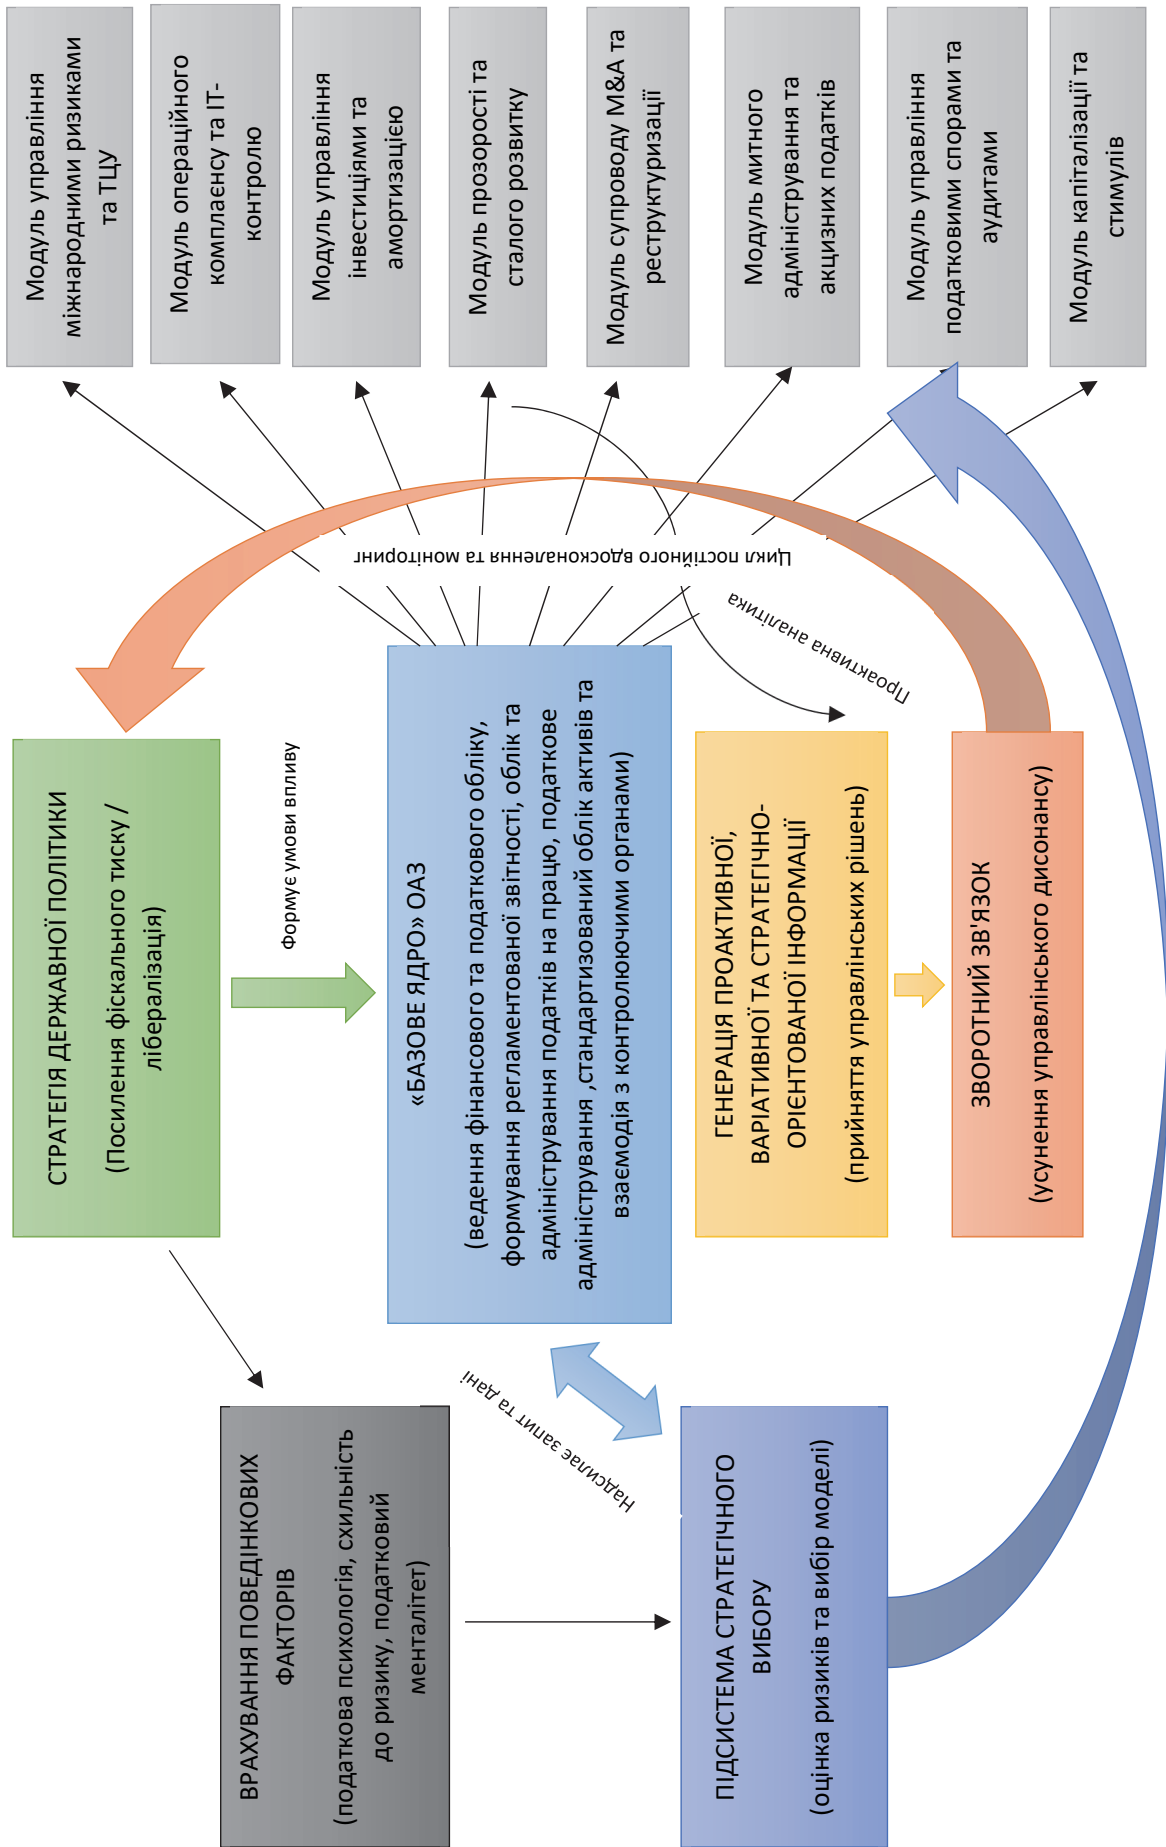 СТРАТЕГІЯ ДЕРЖАВНОЇ ПОЛІТИКИ
(Посилення фіскального тиску /
лібералізація)
Формує умови впливу
ВРАХУВАННЯ ПОВЕДІНКОВИХ
ФАКТОРІВ
(податкова психологія, схильність
до ризику, податковий
менталітет)
«БАЗОВЕ ЯДРО» ОАЗ
(ведення фінансового та податкового обліку,
формування регламентованої звітності, облік та
адміністрування податків на працю, податкове
адміністрування ,стандартизований облік активів та
взаємодія з контролюючими органами)
Надсилає запит та дані
ПІДСИСТЕМА СТРАТЕГІЧНОГО
ВИБОРУ
(оцінка ризиків та вибір моделі)
ГЕНЕРАЦІЯ ПРОАКТИВНОЇ,
ВАРІАТИВНОЇ ТА СТРАТЕГІЧНО-
ОРІЄНТОВАНОЇ ІНФОРМАЦІЇ
(прийняття управлінських рішень)
ЗВОРОТНИЙ ЗВ'ЯЗОК
(усунення управлінського дисонансу)
Цикл постійного вдосконалення та моніторинг
Проактивна аналітика
Модуль управління
міжнародними ризиками
та ТЦУ
Модуль операційного
комплаєнсу та ІТ-
контролю
Модуль управління
інвестиціями та
амортизацією
Модуль прозорості та
сталого розвитку
Модуль супроводу M&A та
реструктуризації
Модуль митного
адміністрування та
акцизних податків
Модуль управління
податковими спорами та
аудитами
Модуль капіталізації та
стимулів